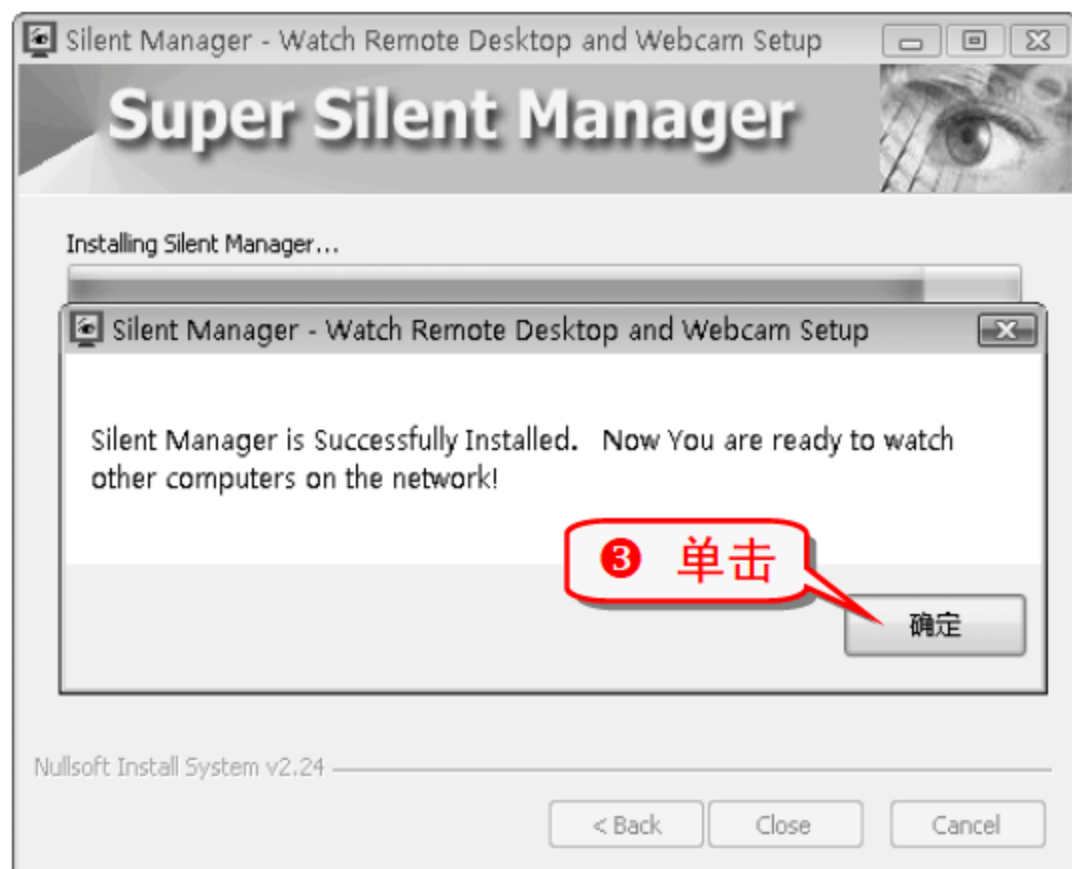 Silent Manager - Watch Remote Desktop and Webcam Setup
Super Silent Manager
Installing Silent Manager...
Silent Manager - Watch Remote Desktop and Webcam Setup
Silent Manager is Successfully Installed.   Now You are ready to watch
other computers on the network!
❸ 单击
确定
Nullsoft Install System v2.24
< Back
Close
Cancel